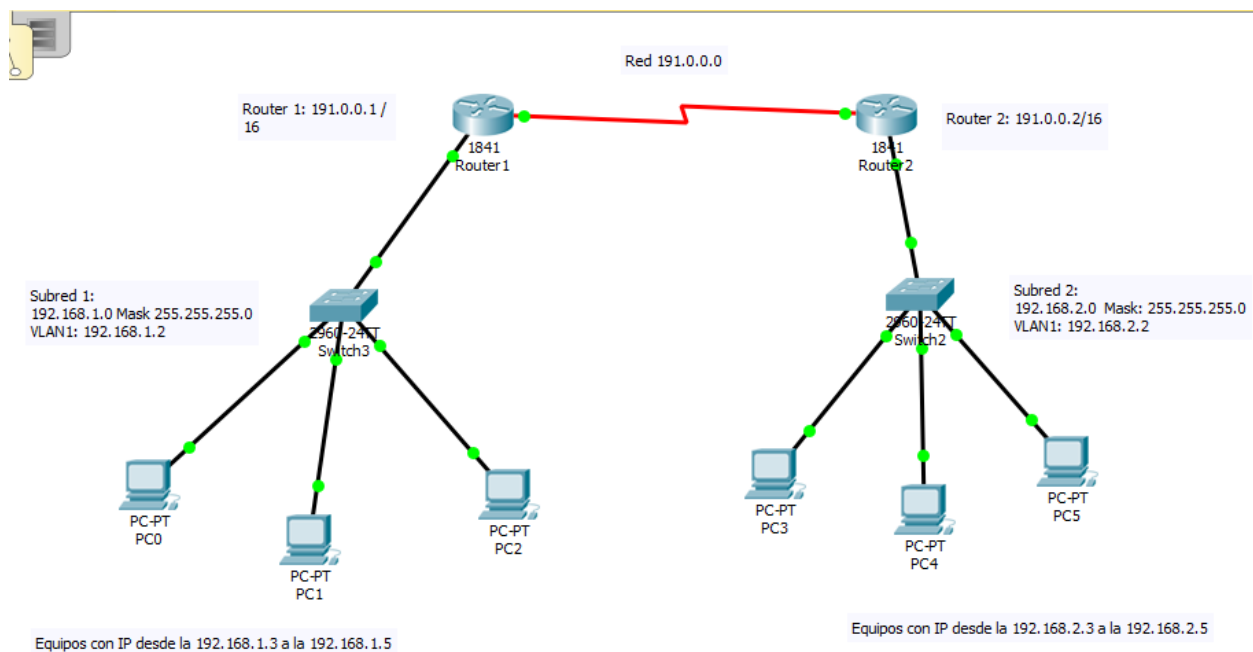 Red 191.0.0.0
Router 1: 191.0.0.1 /
16
1841
Router1
1841
Router2
Router 2: 191.0.0.2/16
Subred 1:
192.168.1.0 Mask 255.255.255.0
VLAN1: 192.168.1.2
2960-24TT
Switch3
2960-24TT
Switch2
Subred 2:
192.168.2.0  Mask: 255.255.255.0
VLAN1: 192.168.2.2
PC-PT
PC0
PC-PT
PC1
PC-PT
PC2
PC-PT
PC3
PC-PT
PC4
PC-PT
PC5
Equipos con IP desde la 192.168.1.3 a la 192.168.1.5
Equipos con IP desde la 192.168.2.3 a la 192.168.2.5